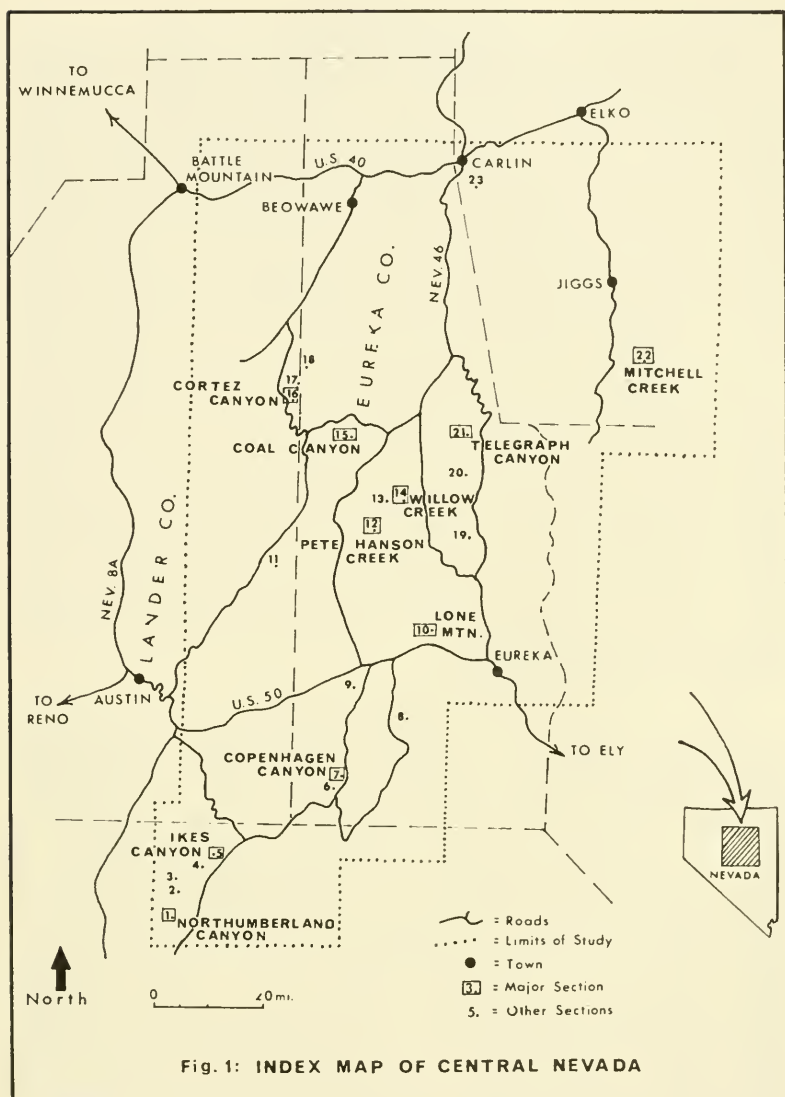 TO
WINNEMUCCA
ELKO
BATTLE
MOUNTAIN
U.S. 40
CARLIN
23.
BEOWAWE
NEV. 46
EUREKA CO.
JIGGS
18.
22
MITCHELL
CREEK
17.
CORTEZ
CANYON
16
COAL CANYON
15.
21.
TELEGRAPH
CANYON
20.
13.
14
WILLOW
CREEK
12
PETE HANSON
CREEK
19.
11
NEV. 8A
LANDER CO.
LONE
MTN.
10.
EUREKA
TO
RENO
AUSTIN
U.S. 50
9.
8.
TO ELY
COPENHAGEN
CANYON
7.
6.
IKES
CANYON
.5
4.
3.
2.
1.
NORTHUMBERLAND
CANYON
NEVADA
North
0 20mi.
= Roads
= Limits of Study
= Town
3. = Major Section
5. = Other Sections
Fig. 1: INDEX MAP OF CENTRAL NEVADA